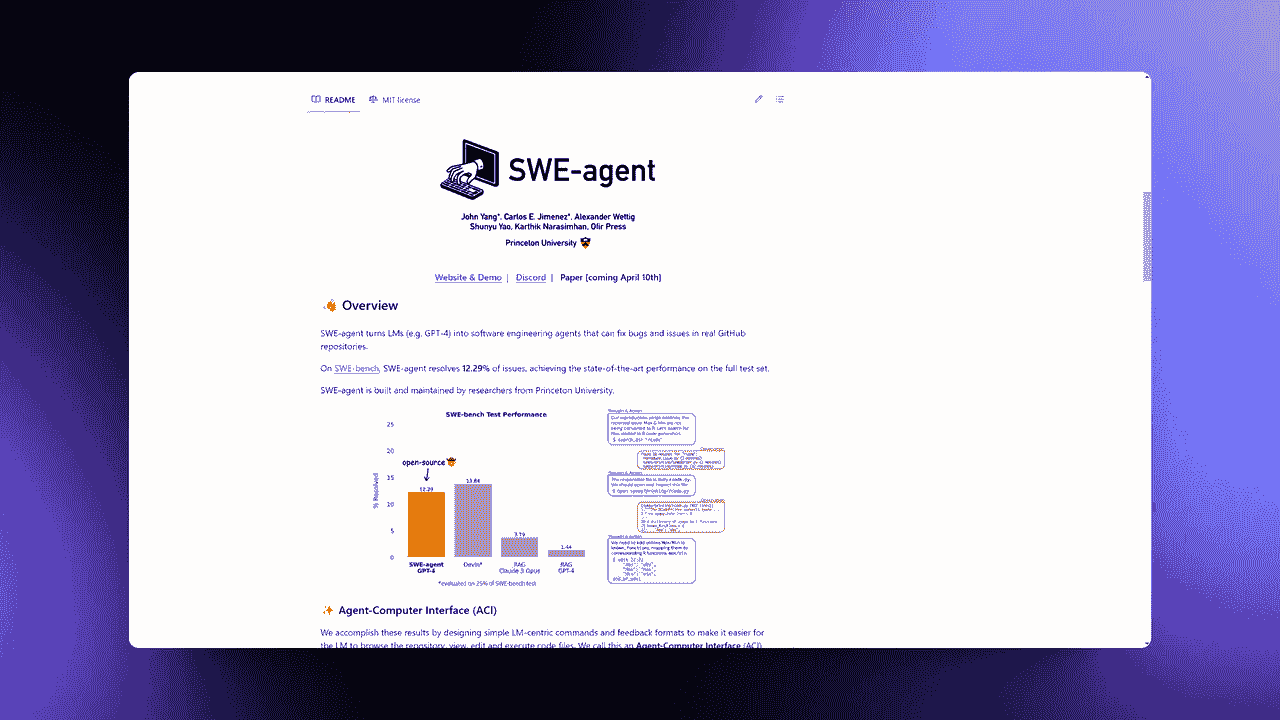 README
MIT license
SWE-agent
John Yang*, Carlos E. Jimenez*, Alexander Wettig
Shunyu Yao, Karthik Narasimhan, Ofir Press
Princeton University
Website & Demo | Discord | Paper [coming April 10th]
Overview
SWE-agent turns LMs (e.g. GPT-4) into software engineering agents that can fix bugs and issues in real GitHub
repositories.
On SWE-bench, SWE-agent resolves 12.29% of issues, achieving the state-of-the-art performance on the full test set.
SWE-agent is built and maintained by researchers from Princeton University.
SWE-bench Test Performance
25
20
15
10
5
0
% Resolved
open-source
12.29
13.84
3.79
1.44
SWE-agent
GPT-4
Devin*
RAG
Claude 3 Opus
RAG
GPT-4
*evaluated on 25% of SWE-bench test
Agent-Computer Interface (ACI)
We accomplish these results by designing simple LM-centric commands and feedback formats to make it easier for
the LM to browse the repository, view, edit and execute code files. We call this an Agent-Computer Interface (ACI)